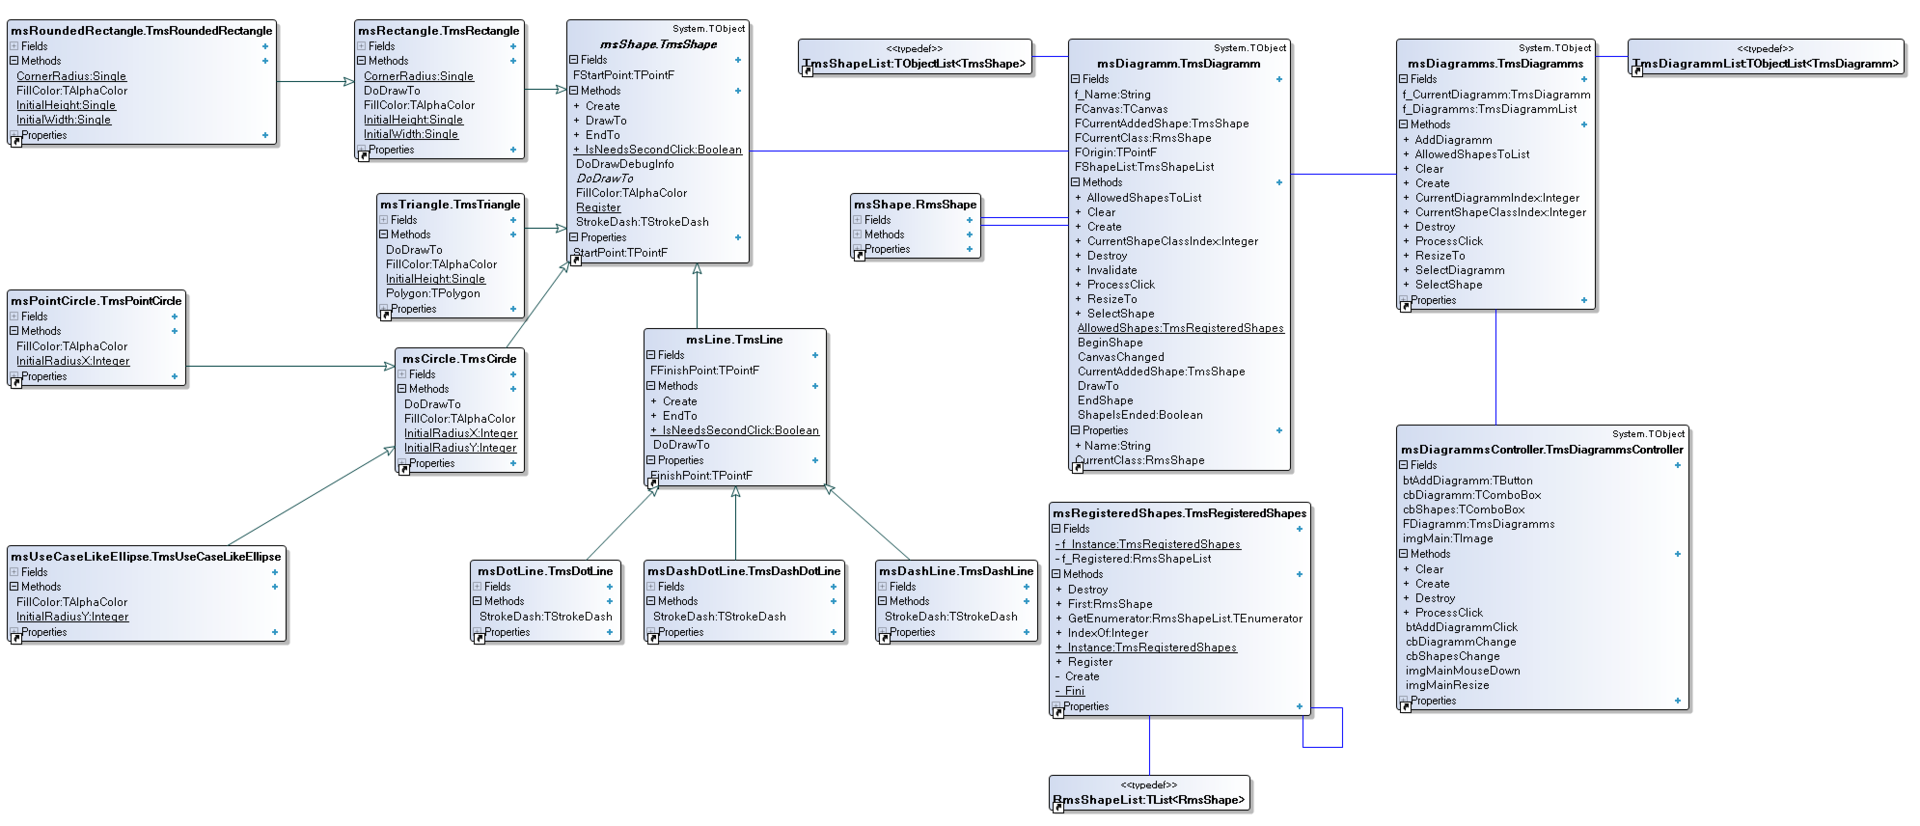 msRoundedRectangle.TmsRoundedRectangle
Fields
Methods
CornerRadius:Single
FillColor:TAlphaColor
InitialHeight:Single
InitialWidth:Single
Properties
msRectangle.TmsRectangle
Fields
Methods
CornerRadius:Single
DoDrawTo
FillColor:TAlphaColor
InitialHeight:Single
InitialWidth:Single
Properties
System.TObject
msShape.TmsShape
Fields
FStartPoint:TPointF
Methods
+ Create
+ DrawTo
+ EndTo
+ IsNeedsSecondClick:Boolean
DoDrawDebugInfo
DoDrawTo
FillColor:TAlphaColor
Register
StrokeDash:TStrokeDash
Properties
StartPoint:TPointF
<<typedef>>
TmsShapeList:TObjectList<TmsShape>
System.TObject
msDiagramm.TmsDiagramm
Fields
f_Name:String
FCanvas:TCanvas
FCurrentAddedShape:TmsShape
FCurrentClass:RmsShape
FOrigin:TPointF
FShapeList:TmsShapeList
Methods
+ AllowedShapesToList
+ Clear
+ Create
+ CurrentShapeClassIndex:Integer
+ Destroy
+ Invalidate
+ ProcessClick
+ ResizeTo
+ SelectShape
AllowedShapes:TmsRegisteredShapes
BeginShape
CanvasChanged
CurrentAddedShape:TmsShape
DrawTo
EndShape
ShapeIsEnded:Boolean
Properties
+ Name:String
CurrentClass:RmsShape
System.TObject
msDiagramms.TmsDiagramms
Fields
f_CurrentDiagramm:TmsDiagramm
f_Diagramms:TmsDiagrammList
Methods
+ AddDiagramm
+ AllowedShapesToList
+ Clear
+ Create
+ CurrentDiagrammIndex:Integer
+ CurrentShapeClassIndex:Integer
+ Destroy
+ ProcessClick
+ ResizeTo
+ SelectDiagramm
+ SelectShape
Properties
<<typedef>>
TmsDiagrammList:TObjectList<TmsDiagramm>
msTriangle.TmsTriangle
Fields
Methods
DoDrawTo
FillColor:TAlphaColor
InitialHeight:Single
Polygon:TPolygon
Properties
msShape.RmsShape
Fields
Methods
Properties
msPointCircle.TmsPointCircle
Fields
Methods
FillColor:TAlphaColor
InitialRadiusX:Integer
Properties
msCircle.TmsCircle
Fields
Methods
DoDrawTo
FillColor:TAlphaColor
InitialRadiusX:Integer
InitialRadiusY:Integer
Properties
msLine.TmsLine
Fields
FFinishPoint:TPointF
Methods
+ Create
+ EndTo
+ IsNeedsSecondClick:Boolean
DoDrawTo
Properties
FinishPoint:TPointF
System.TObject
msDiagrammsController.TmsDiagrammsController
Fields
btAddDiagramm:TButton
cbDiagramm:TComboBox
cbShapes:TComboBox
FDiagramm:TmsDiagramms
imgMain:TImage
Methods
+ Clear
+ Create
+ Destroy
+ ProcessClick
btAddDiagrammClick
cbDiagrammChange
cbShapesChange
imgMainMouseDown
imgMainResize
Properties
msUseCaseLikeEllipse.TmsUseCaseLikeEllipse
Fields
Methods
FillColor:TAlphaColor
InitialRadiusY:Integer
Properties
msDotLine.TmsDotLine
Fields
Methods
StrokeDash:TStrokeDash
Properties
msDashDotLine.TmsDashDotLine
Fields
Methods
StrokeDash:TStrokeDash
Properties
msDashLine.TmsDashLine
Fields
Methods
StrokeDash:TStrokeDash
Properties
msRegisteredShapes.TmsRegisteredShapes
Fields
-f_Instance:TmsRegisteredShapes
-f_Registered:RmsShapeList
Methods
+ Destroy
+ First:RmsShape
+ GetEnumerator:RmsShapeList.TEnumerator
+ IndexOf:Integer
+ Instance:TmsRegisteredShapes
+ Register
- Create
- Fini
Properties
<<typedef>>
RmsShapeList:TList<RmsShape>